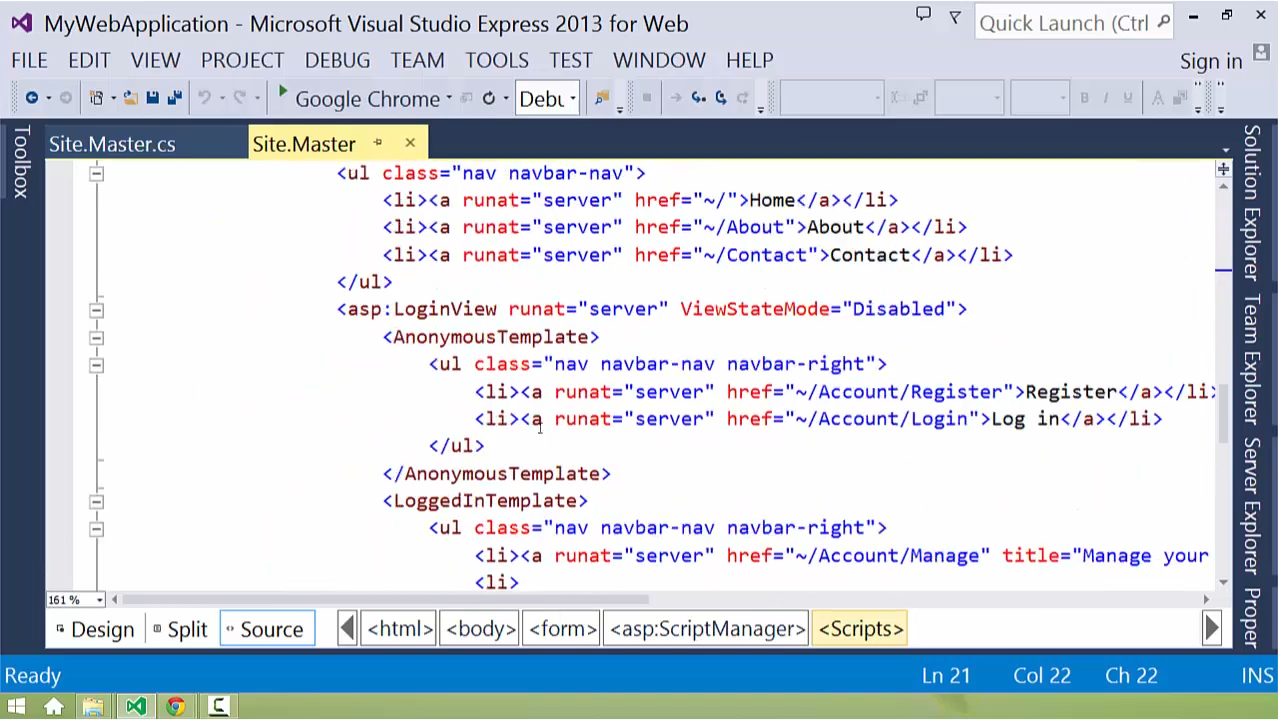 MyWebApplication - Microsoft Visual Studio Express 2013 for Web
Quick Launch (Ctrl
FILE EDIT VIEW PROJECT DEBUG TEAM TOOLS TEST WINDOW HELP
Sign in
Google Chrome
Debu
B I U A
Toolbox
Site.Master.cs
Site.Master
<ul class="nav navbar-nav">
<li><a runat="server" href="~/">Home</a></li>
<li><a runat="server" href="~/About">About</a></li>
<li><a runat="server" href="~/Contact">Contact</a></li>
</ul>
<asp:LoginView runat="server" ViewStateMode="Disabled">
<AnonymousTemplate>
<ul class="nav navbar-nav navbar-right">
<li><a runat="server" href="~/Account/Register">Register</a></li>
<li><a runat="server" href="~/Account/Login">Log in</a></li>
</ul>
</AnonymousTemplate>
<LoggedInTemplate>
<ul class="nav navbar-nav navbar-right">
<li><a runat="server" href="~/Account/Manage" title="Manage your
<li>
Solution Explorer
Team Explorer
Server Explorer
Proper
161 %
Design
Split
Source
<html> <body> <form> <asp:ScriptManager> <Scripts>
Ready
Ln 21 Col 22 Ch 22 INS